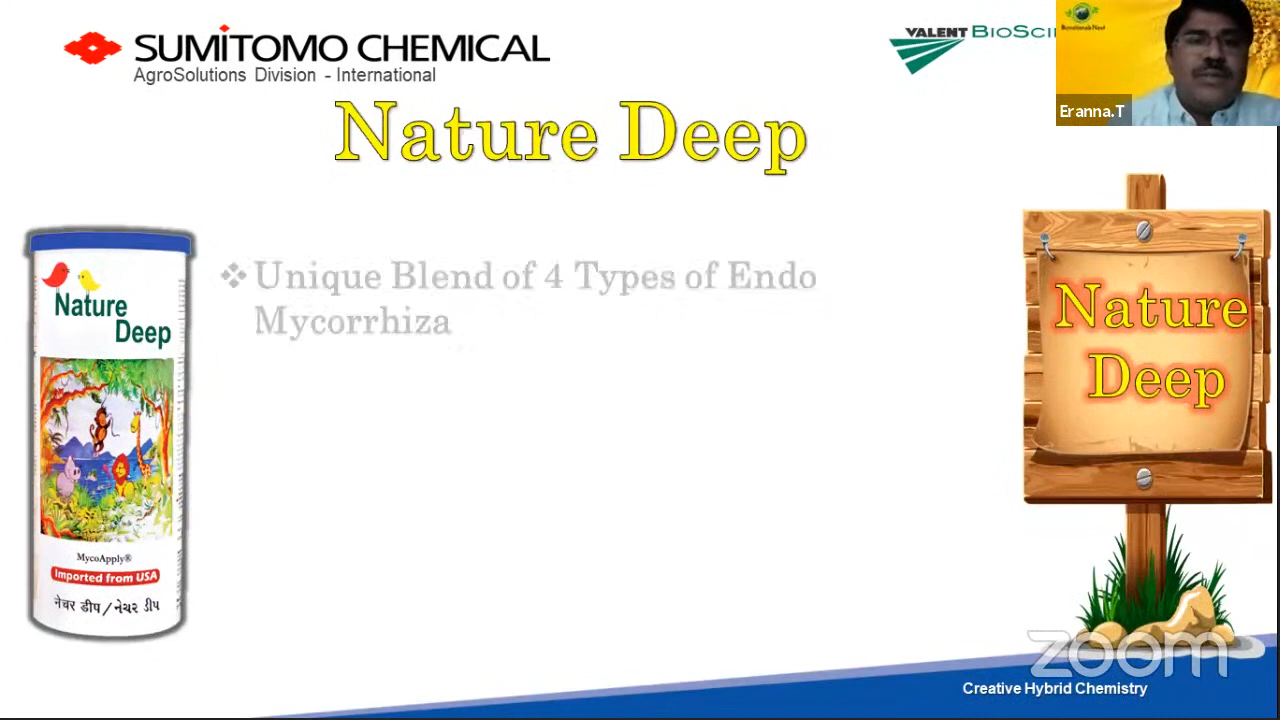 SUMITOMO CHEMICAL
AgroSolutions Division - International
VALENT BIOSCI
Eranna.T
Nature Deep
❖ Unique Blend of 4 Types of Endo
Mycorrhiza
Nature
Deep
MycoApply®
Imported from USA
नेचर डीप / નેચર ડીપ
Nature
Deep
zoom
Creative Hybrid Chemistry